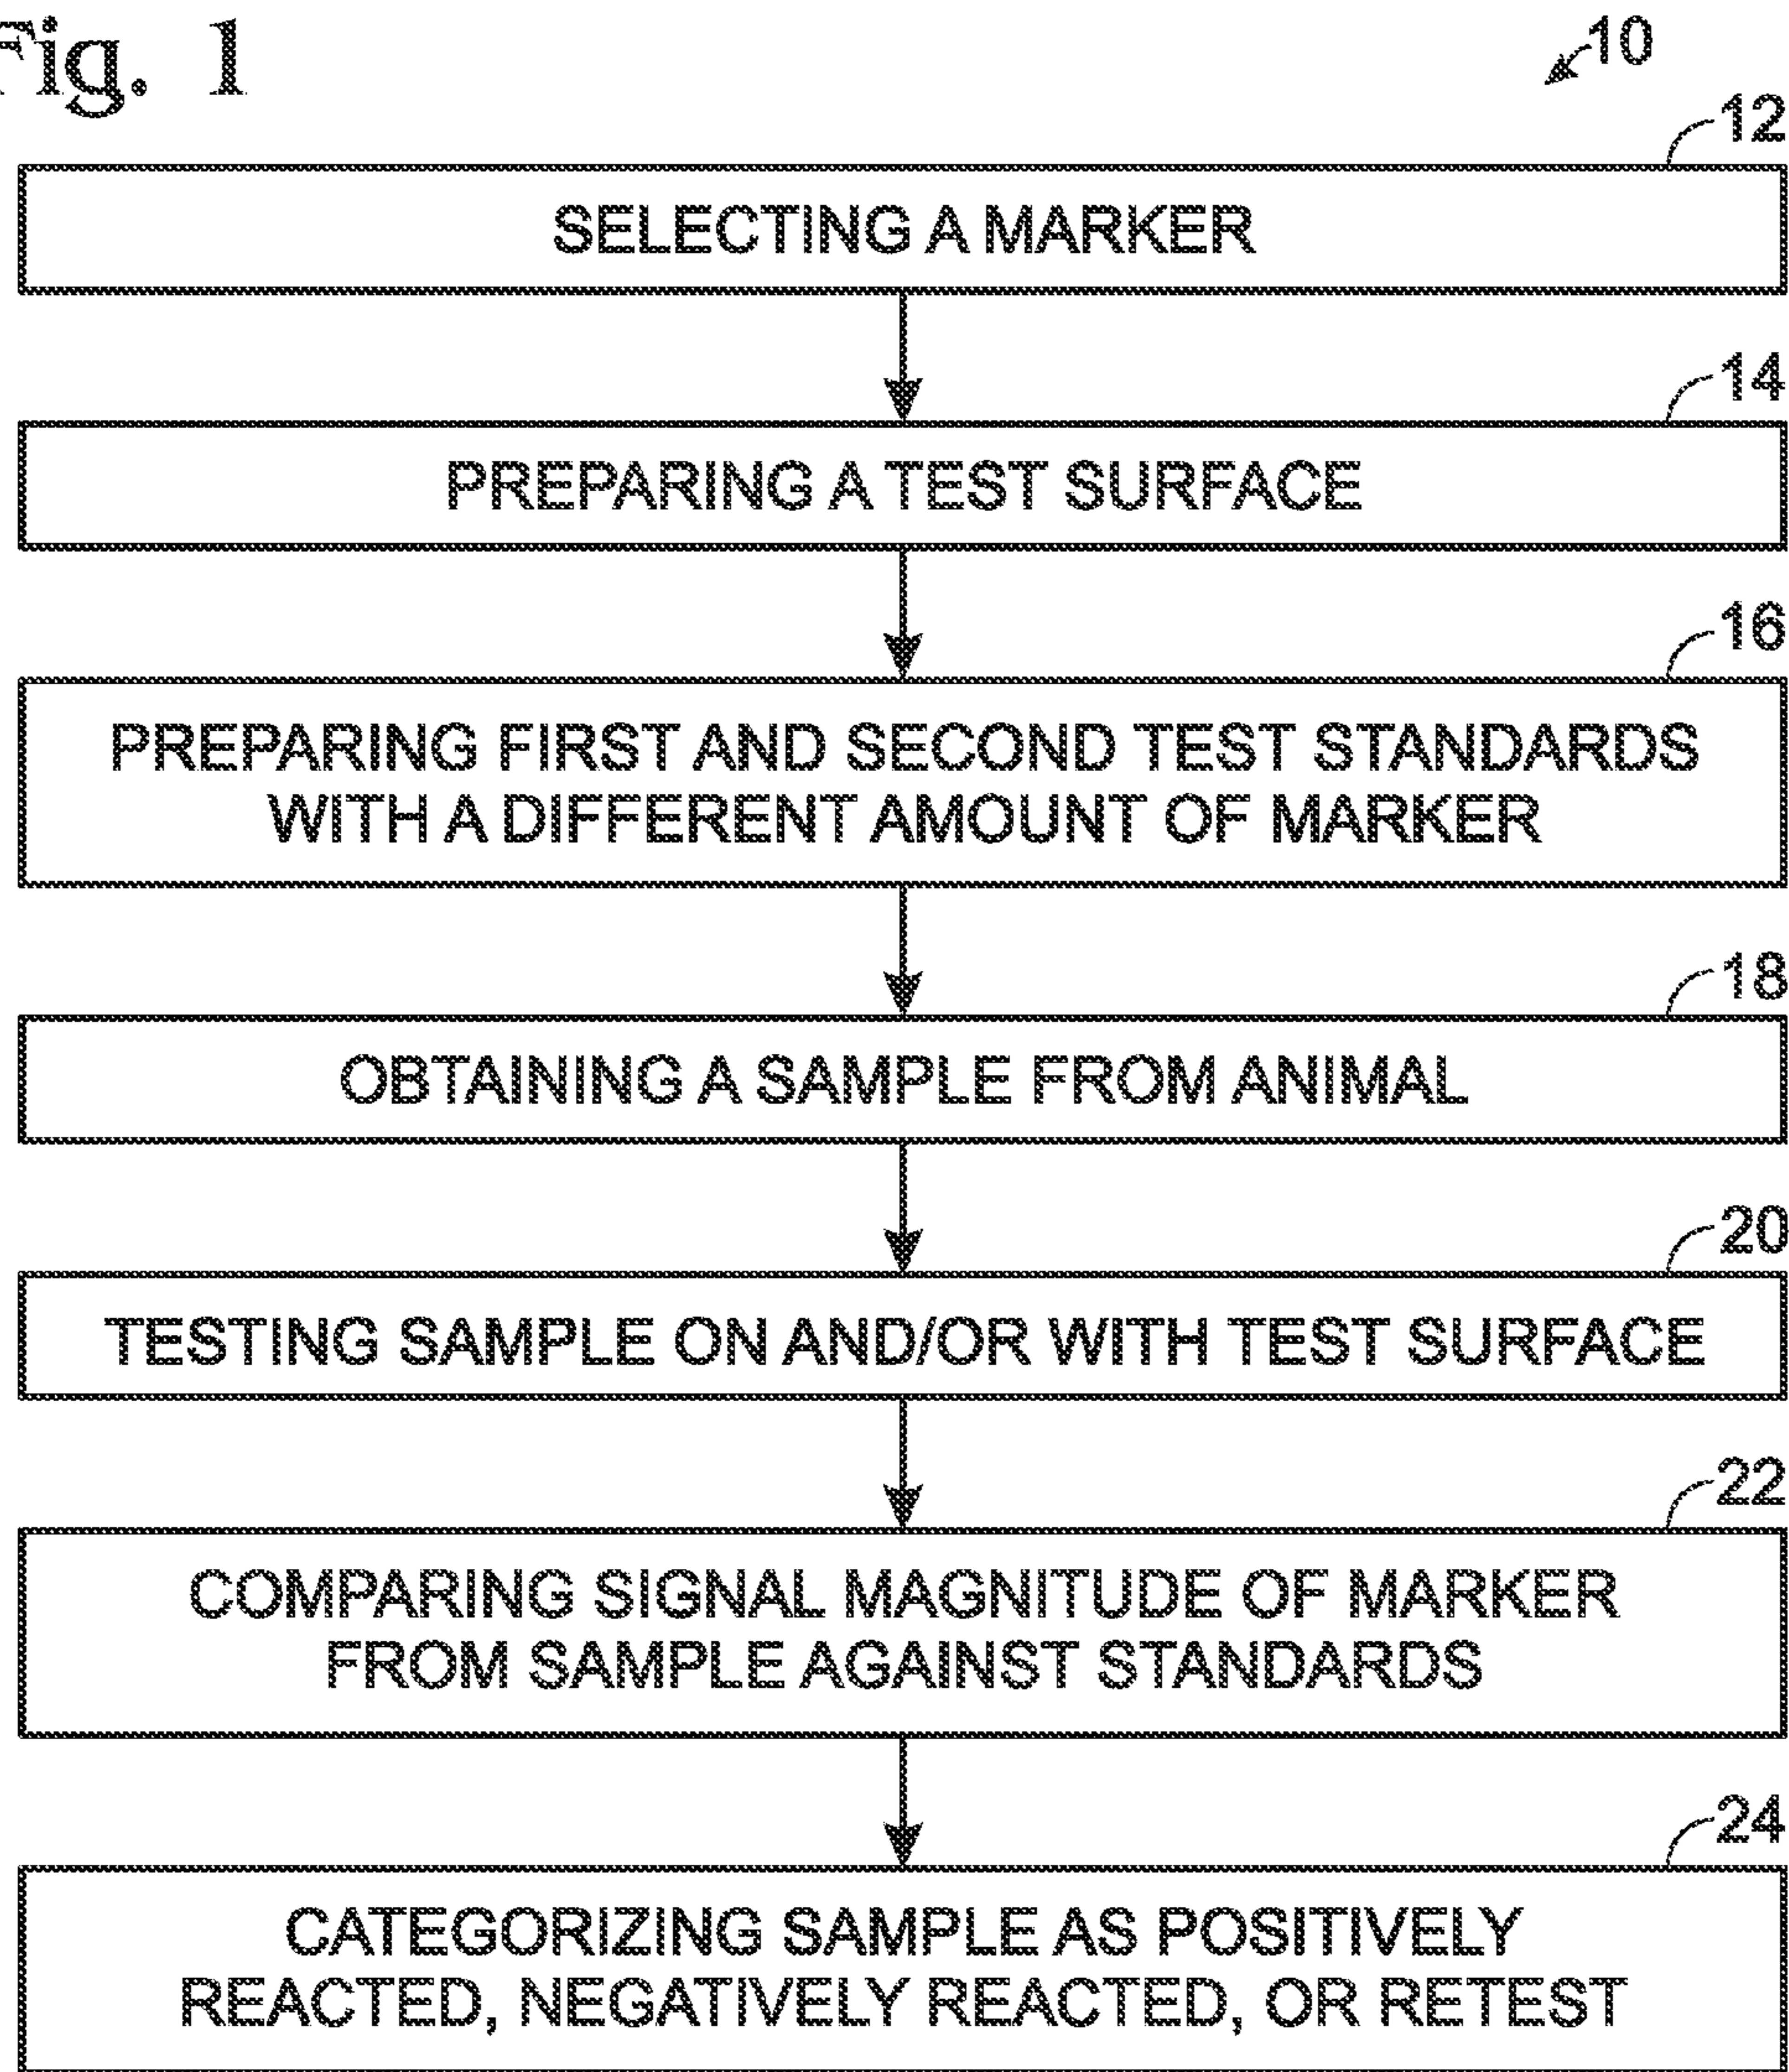 Fig. 1
10
12
SELECTING A MARKER
14
PREPARING A TEST SURFACE
16
PREPARING FIRST AND SECOND TEST STANDARDS
WITH A DIFFERENT AMOUNT OF MARKER
18
OBTAINING A SAMPLE FROM ANIMAL
20
TESTING SAMPLE ON AND/OR WITH TEST SURFACE
22
COMPARING SIGNAL MAGNITUDE OF MARKER
FROM SAMPLE AGAINST STANDARDS
24
CATEGORIZING SAMPLE AS POSITIVELY
REACTED, NEGATIVELY REACTED, OR RETEST